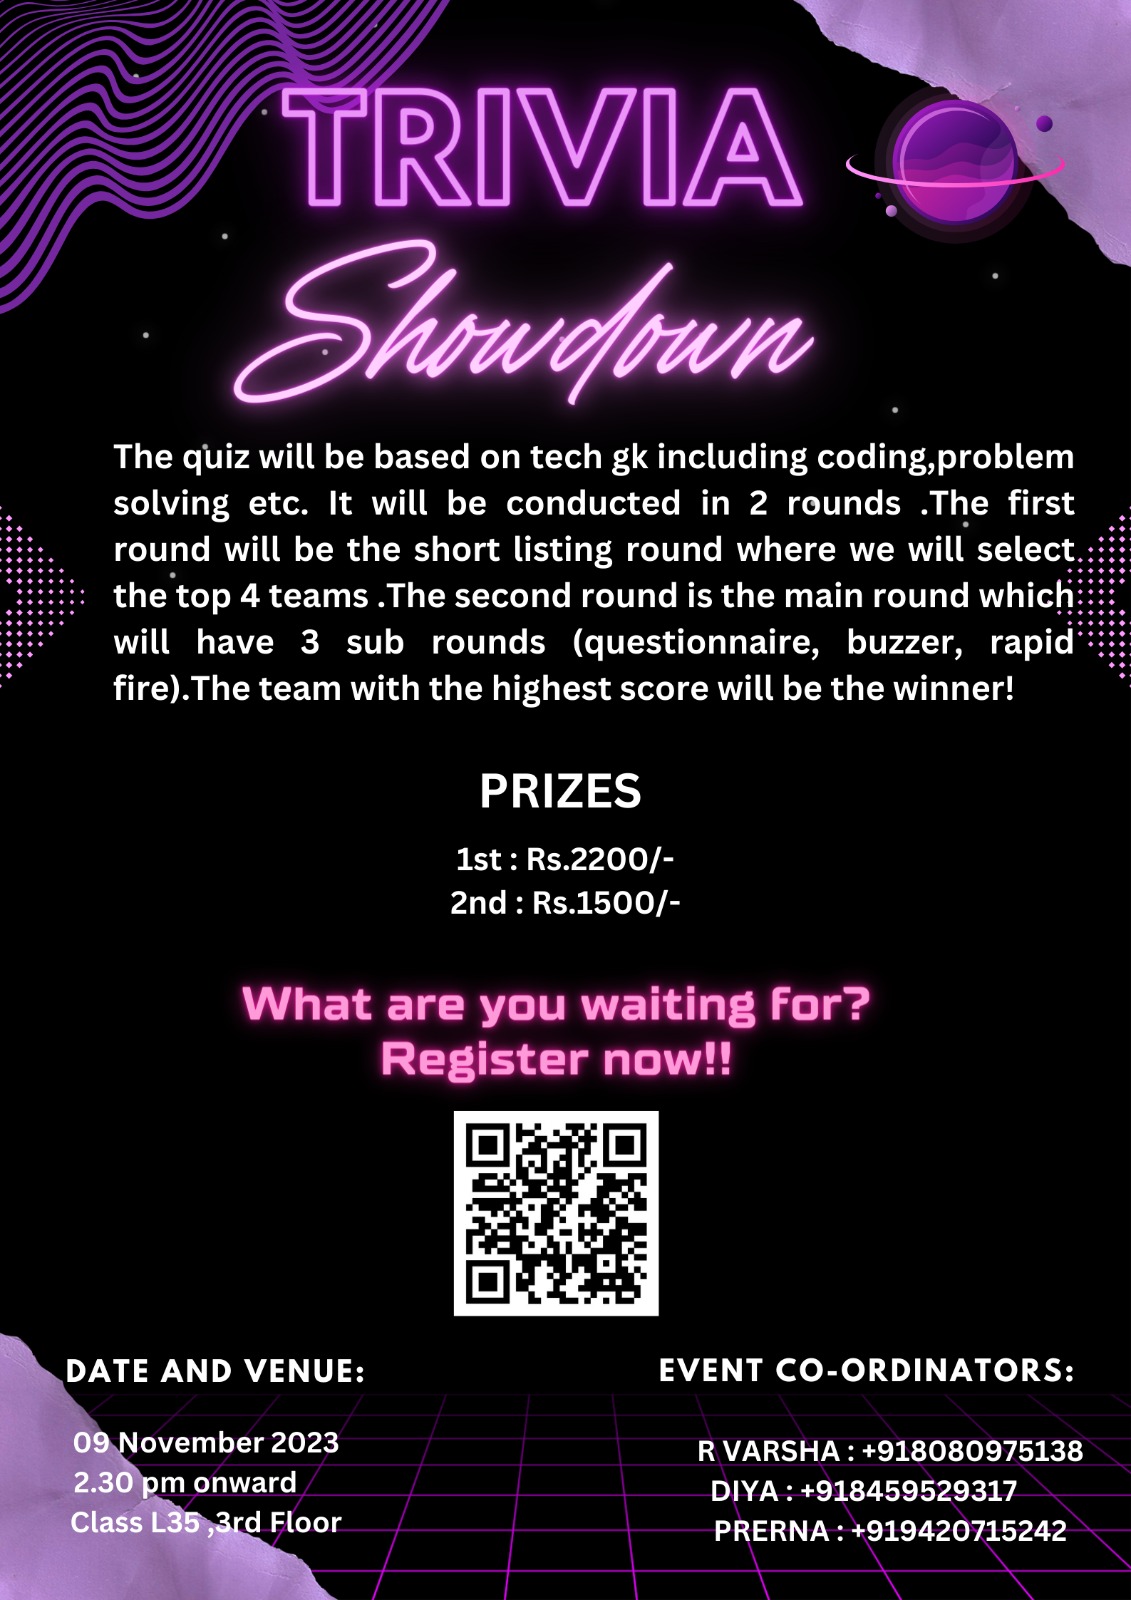 TRIVIA
Showdown
The quiz will be based on tech gk including coding,problem
solving etc. It will be conducted in 2 rounds .The first
round will be the short listing round where we will select
the top 4 teams .The second round is the main round which
will have 3 sub rounds (questionnaire, buzzer, rapid
fire).The team with the highest score will be the winner!
PRIZES
1st : Rs.2200/-
2nd : Rs.1500/-
What are you waiting for?
Register now!!
DATE AND VENUE:
09 November 2023
2.30 pm onward
Class L35 ,3rd Floor
EVENT CO-ORDINATORS:
R VARSHA : +918080975138
DIYA : +918459529317
PRERNA : +919420715242